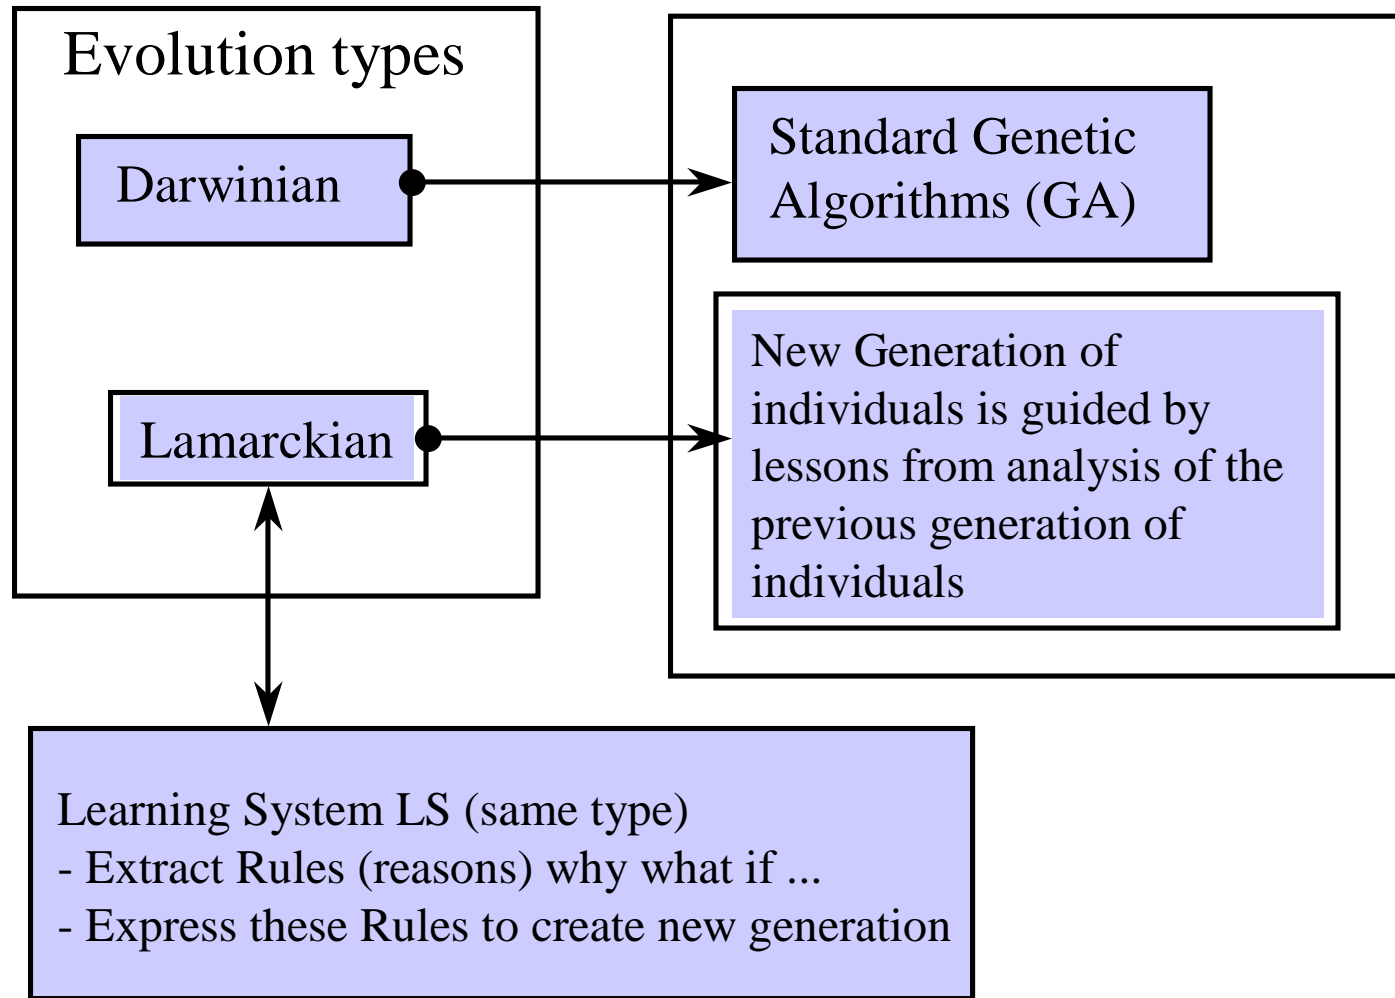 Evolution types
Darwinian
Standard Genetic
Algorithms (GA)
Lamarckian
New Generation of
individuals is guided by
lessons from analysis of the
previous generation of
individuals
Learning System LS (same type)
- Extract Rules (reasons) why what if ...
- Express these Rules to create new generation